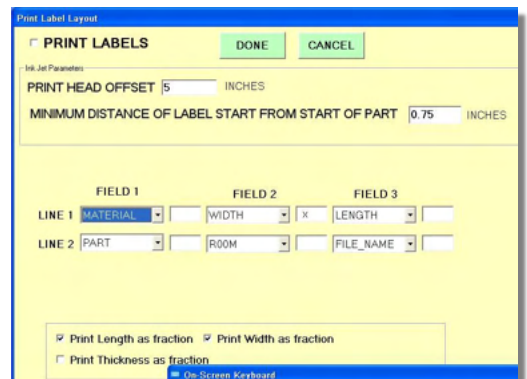 Print Label Layout
PRINT LABELS DONE CANCEL
Ink Jet Parameters
PRINT HEAD OFFSET 5 INCHES
MINIMUM DISTANCE OF LABEL START FROM START OF PART 0.75 INCHES
FIELD 1 FIELD 2 FIELD 3
LINE 1 MATERIAL WIDTH X LENGTH
LINE 2 PART ROOM FILE_NAME
Print Length as fraction Print Width as fraction
Print Thickness as fraction
On-Screen Keyboard